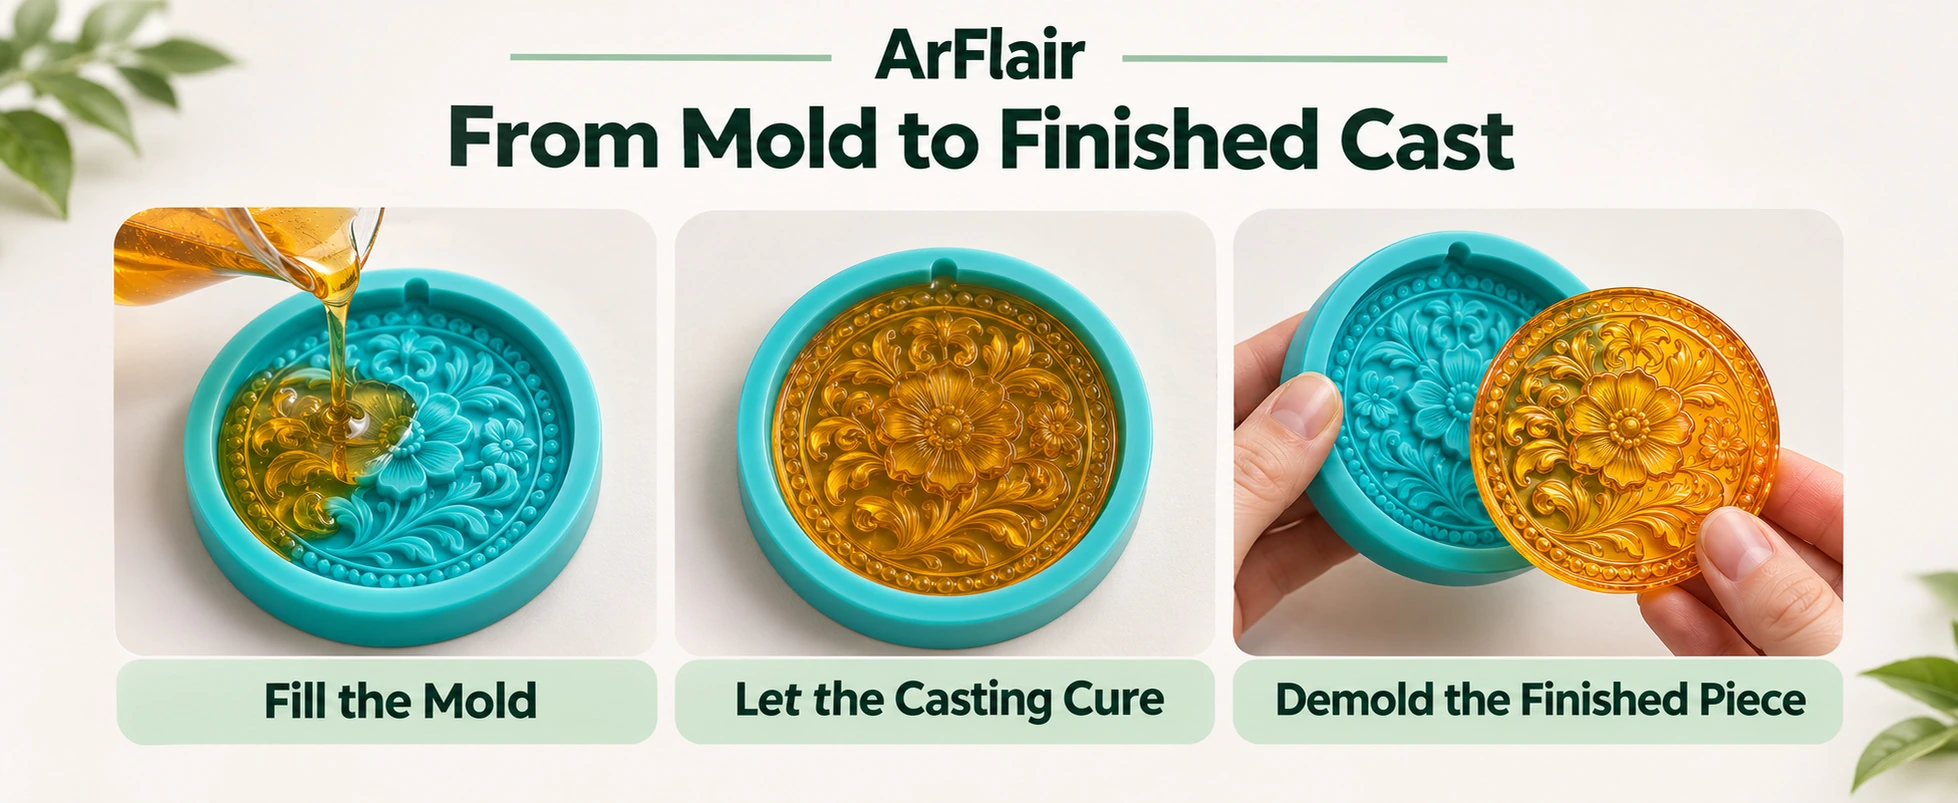 ArFlair
From Mold to Finished Cast
Fill the Mold
Let the Casting Cure
Demold the Finished Piece